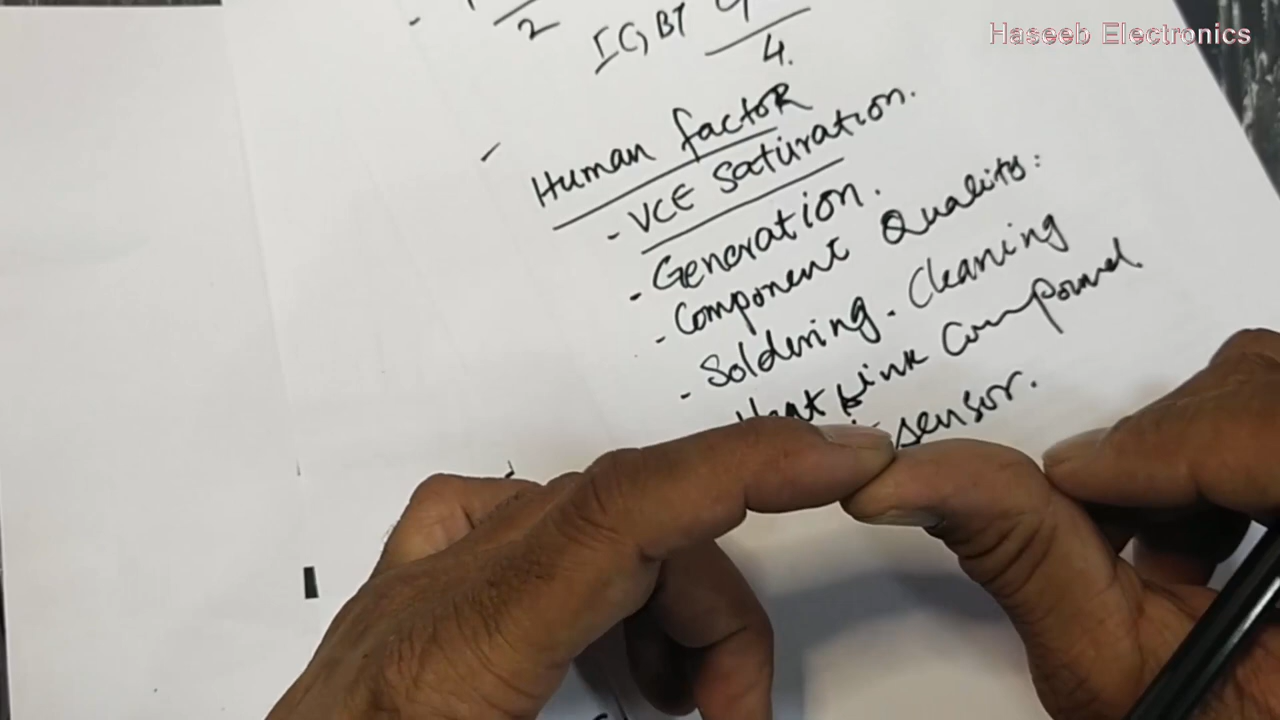 Haseeb Electronics
2
IGBT
4.
Human factoR
- VCE Saturation.
- Generation.
- Component Quality:
- Soldering. Cleaning
- Heat sink Compound.
sensor.